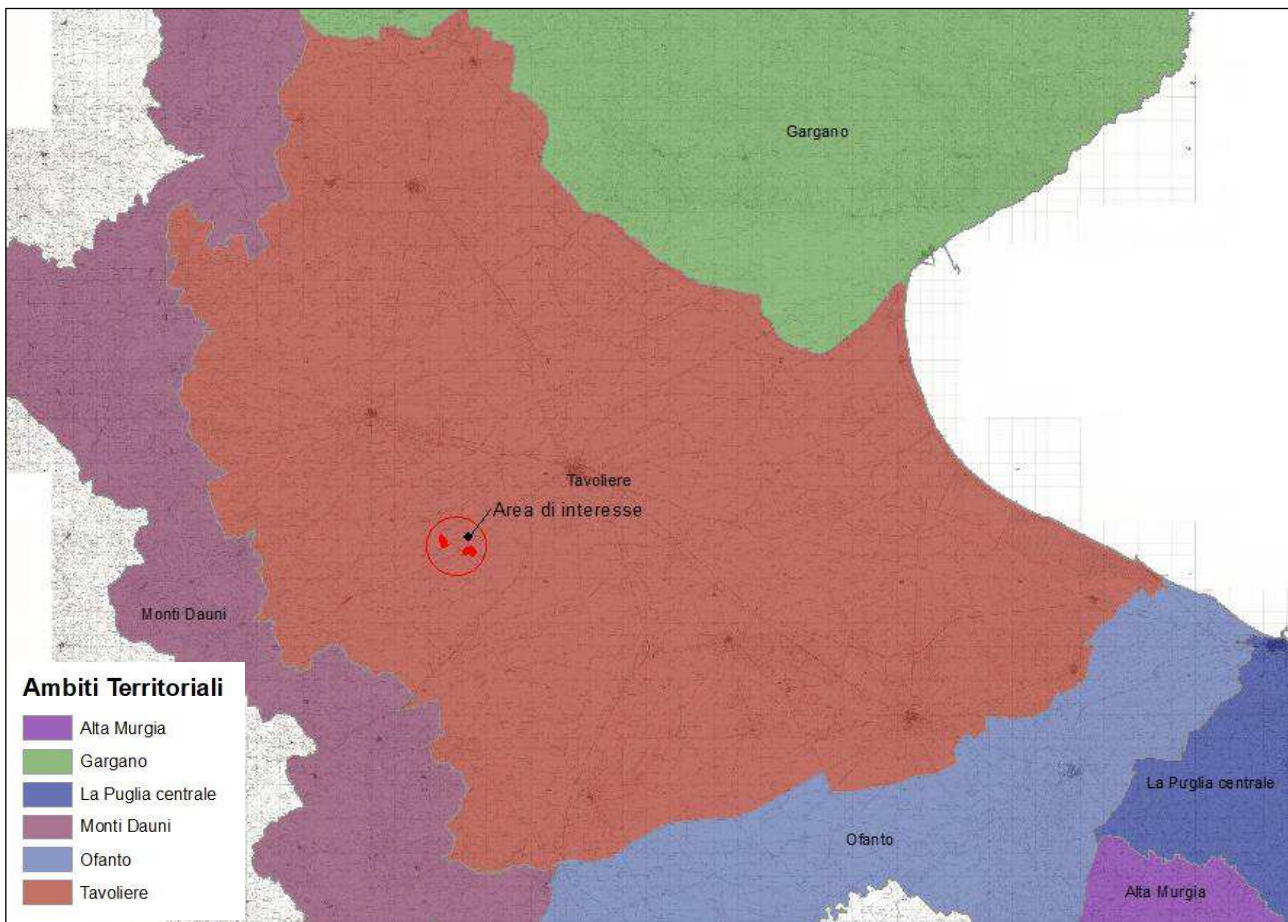 Gargano
Tavoliere
Area di interesse
Monti Dauni
Ofanto
La Puglia centrale
Alta Murgia
Ambiti Territoriali
Alta Murgia
Gargano
La Puglia centrale
Monti Dauni
Ofanto
Tavoliere